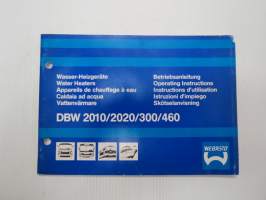 Wasser-Heizgeräte
Water Heaters
Appareils de chauffage à eau
Caldaia ad acqua
Vattenvärmare
Betriebsanleitung
Operating Instructions
Instructions d'utilisation
Istruzioni d'impiego
Skötselanvisning
DBW 2010/2020/300/460
WEBASTO